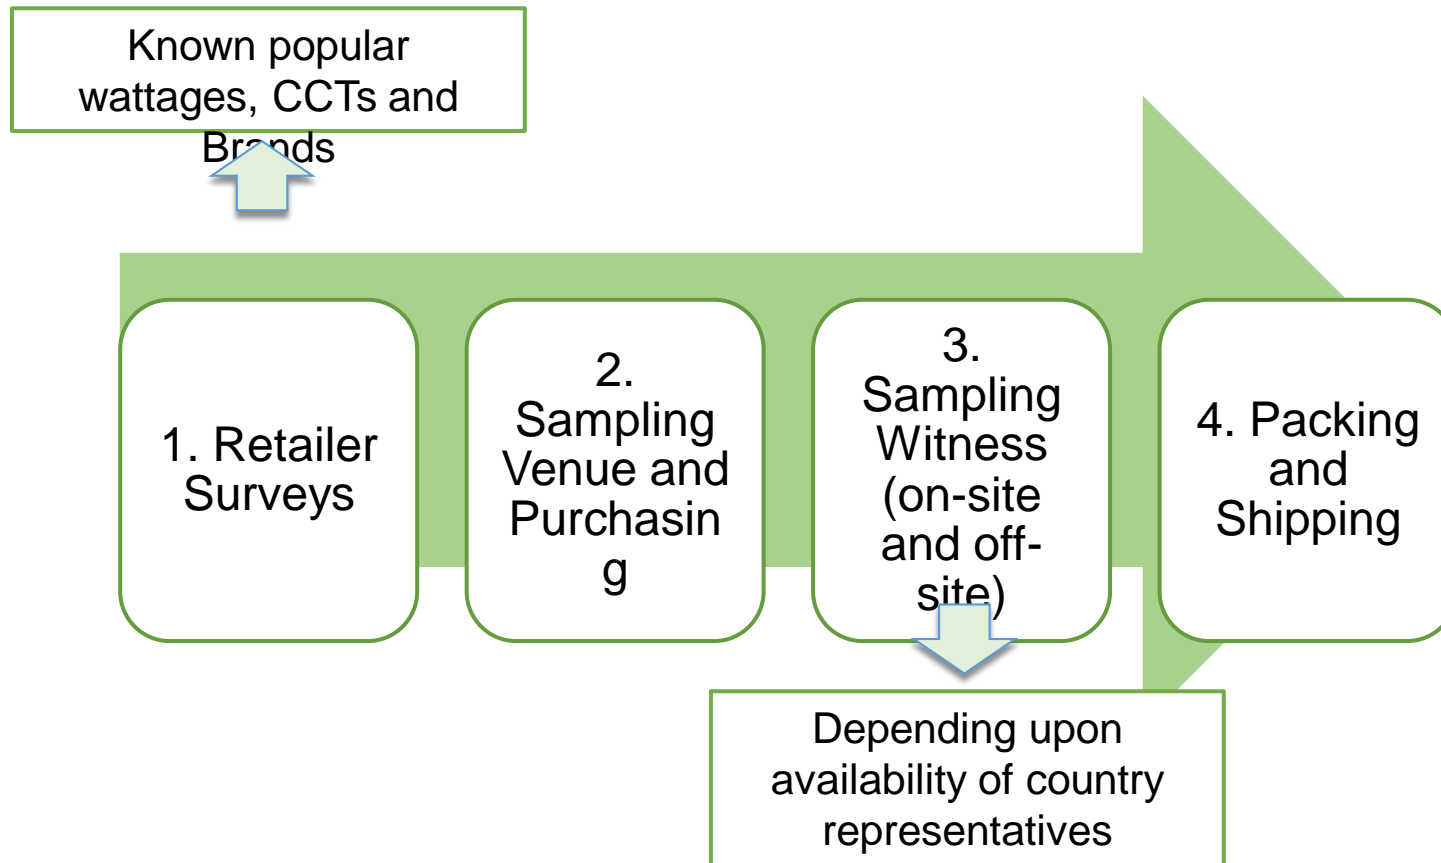 Known popular
wattages, CCTs and
Brands
1. Retailer
Surveys
2.
Sampling
Venue and
Purchasin
g
3.
Sampling
Witness
(on-site
and off-
site)
4. Packing
and
Shipping
Depending upon
availability of country
representatives